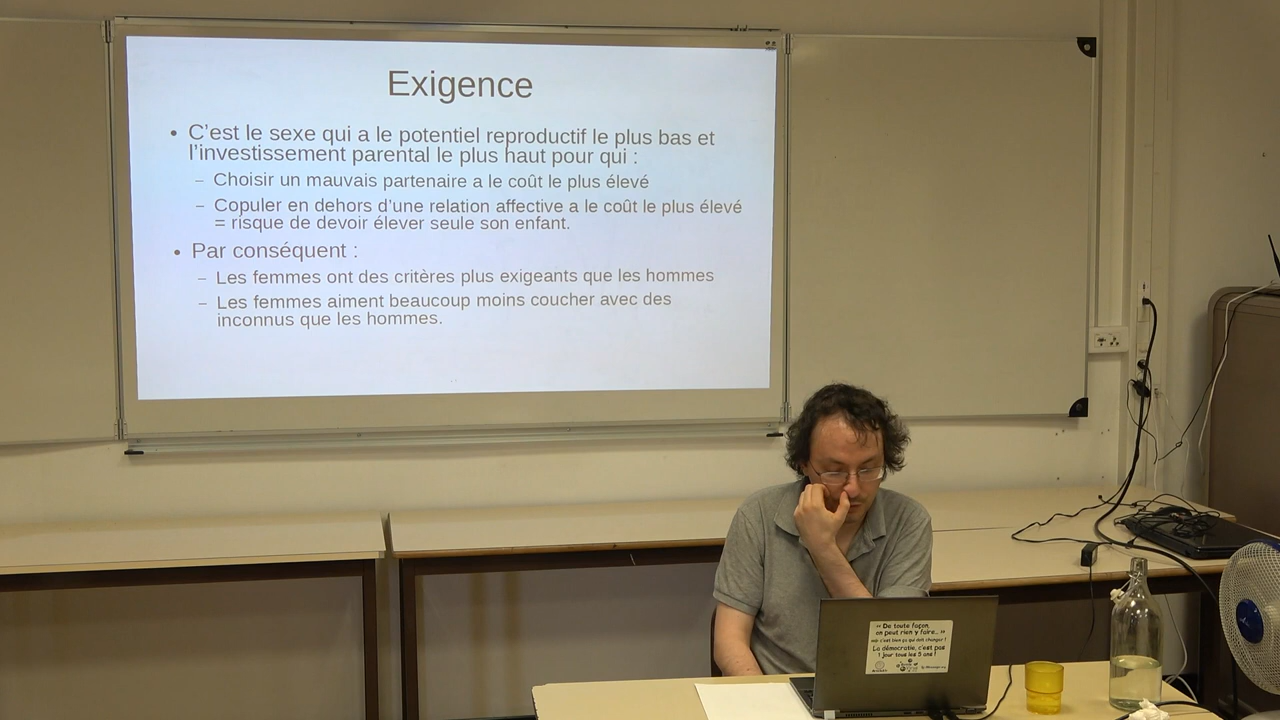 Exigence
• C'est le sexe qui a le potentiel reproductif le plus bas et
l'investissement parental le plus haut pour qui :
– Choisir un mauvais partenaire a le coût le plus élevé
– Copuler en dehors d'une relation affective a le coût le plus élevé
= risque de devoir élever seule son enfant.
• Par conséquent :
– Les femmes ont des critères plus exigeants que les hommes
– Les femmes aiment beaucoup moins coucher avec des
inconnus que les hommes.
“ De toute façon,
on peut rien y faire... ”
La démocratie, c'est pas
1 jour tous les 5 ans !